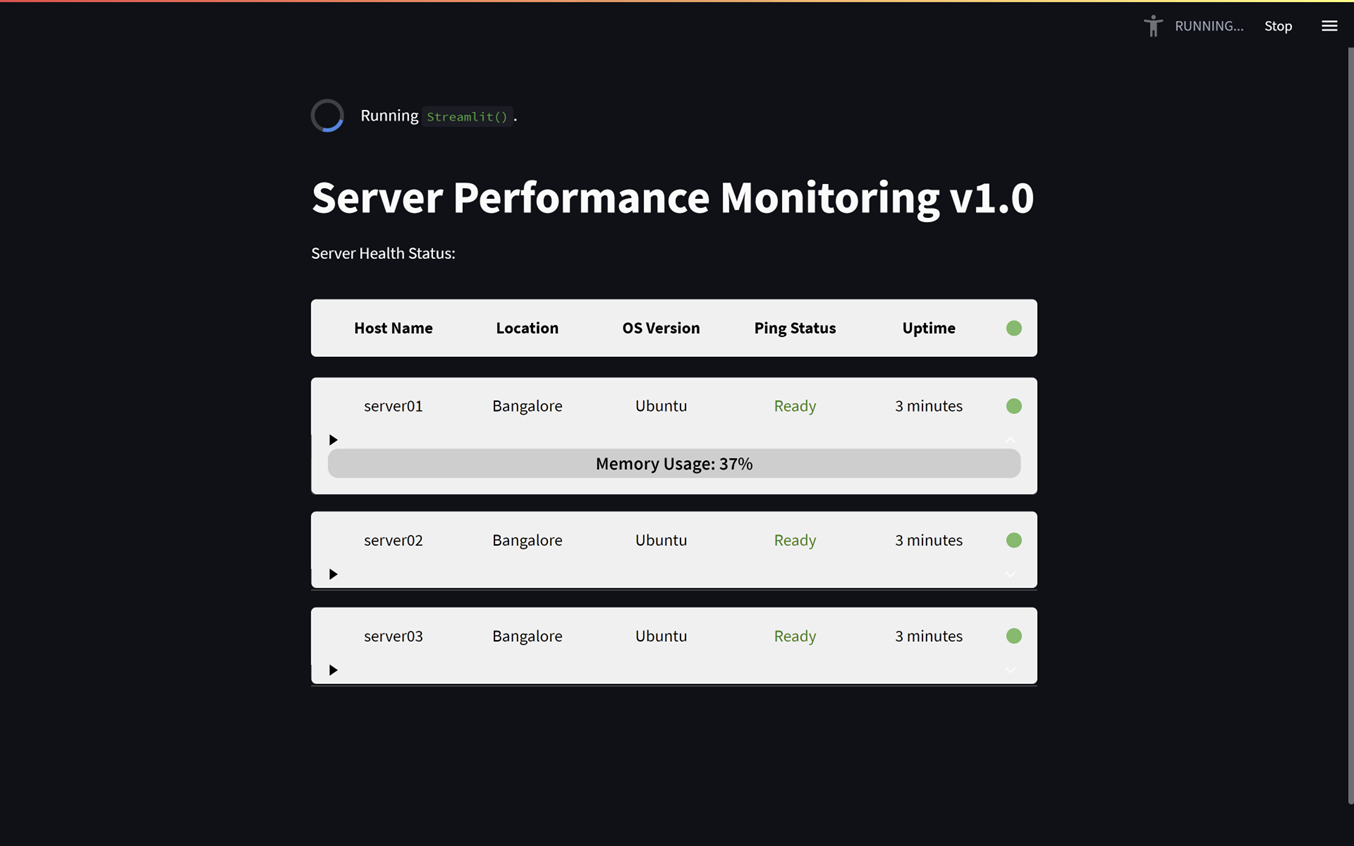 RUNNING... Stop
Running Streamlit() .
Server Performance Monitoring v1.0
Server Health Status:
Host Name Location OS Version Ping Status Uptime
server01 Bangalore Ubuntu Ready 3 minutes
Memory Usage: 37%
server02 Bangalore Ubuntu Ready 3 minutes
server03 Bangalore Ubuntu Ready 3 minutes